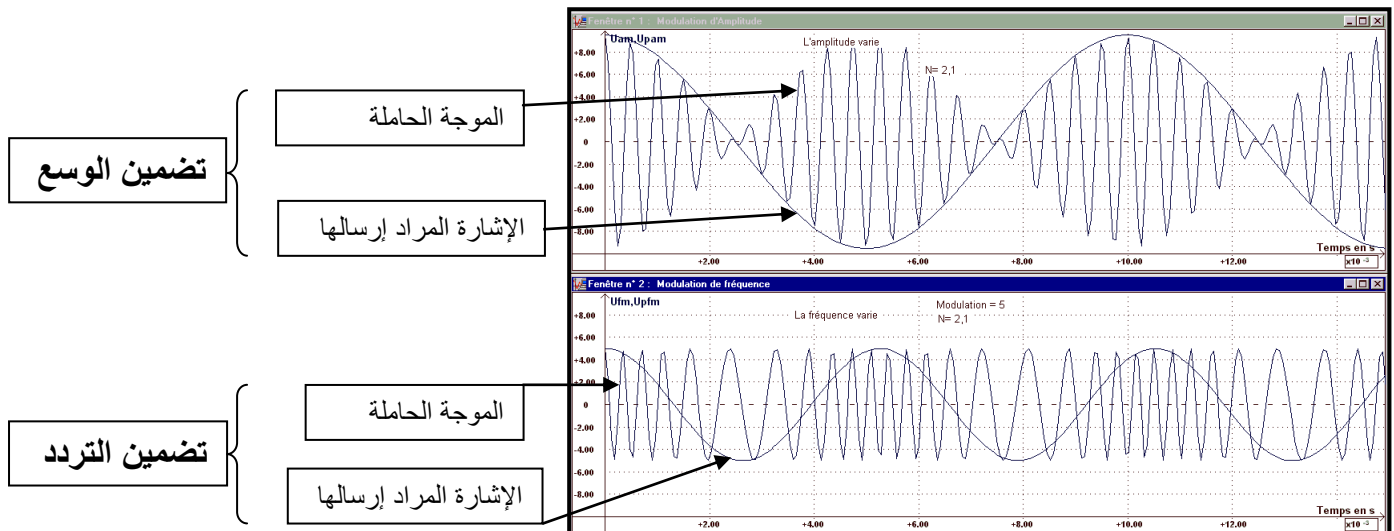 Fenêtre n° 1 : Modulation d'Amplitude
Uam,Upam
L'amplitude varie
N= 2,1
+8.00
+6.00
+4.00
+2.00
0
-2.00
-4.00
-6.00
-8.00
Temps en s
+2.00 +4.00 +6.00 +8.00 +10.00 +12.00 x10 -3
تضمين الوسع
الموجة الحاملة
الإشارة المراد إرسالها
Fenêtre n° 2 : Modulation de fréquence
Ufm,Upfm
La fréquence varie
Modulation = 5
N= 2,1
+8.00
+6.00
+4.00
+2.00
0
-2.00
-4.00
-6.00
-8.00
Temps en s
+2.00 +4.00 +6.00 +8.00 +10.00 +12.00 x10 -3
تضمين التردد
الموجة الحاملة
الإشارة المراد إرسالها